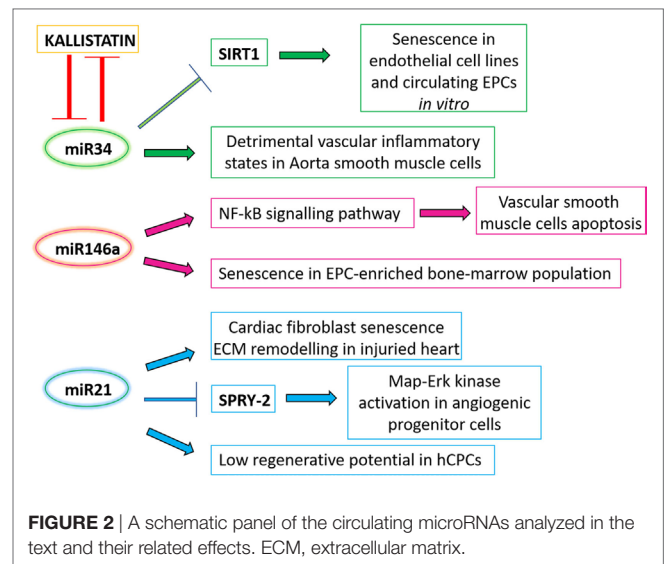 KALLISTATIN
SIRT1
Senescence in
endothelial cell lines
and circulating EPCs
in vitro
miR34
Detrimental vascular inflammatory
states in Aorta smooth muscle cells
miR146a
NF-kB signalling pathway
Vascular smooth
muscle cells apoptosis
Senescence in EPC-enriched bone-marrow population
miR21
Cardiac fibroblast senescence
ECM remodelling in injuried heart
SPRY-2
Map-Erk kinase
activation in angiogenic
progenitor cells
Low regenerative potential in hCPCs
FIGURE 2 | A schematic panel of the circulating microRNAs analyzed in the
text and their related effects. ECM, extracellular matrix.